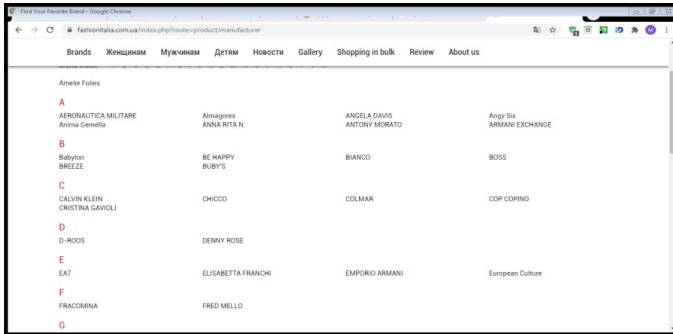 Find Your Favorite Brand - Google Chrome
fashionitalia.com.ua/index.php?route=product/manufacturer
Brands Женщинам Мужчинам Детям Новости Gallery Shopping in bulk Review About us
Amelie Folies
A
AERONAUTICA MILITARE Almagores ANGELA DAVIS Angy Six
Anima Gemella ANNA RITA N ANTONY MORATO ARMANI EXCHANGE
B
Babylon BE HAPPY BIANCO BOSS
BREEZE BUBY'S
C
CALVIN KLEIN CHICCO COLMAR COP COPINO
CRISTINA GAVIOLI
D
D-ROOS DENNY ROSE
E
EA7 ELISABETTA FRANCHI EMPORIO ARMANI European Culture
F
FRACOMINA FRED MELLO
G